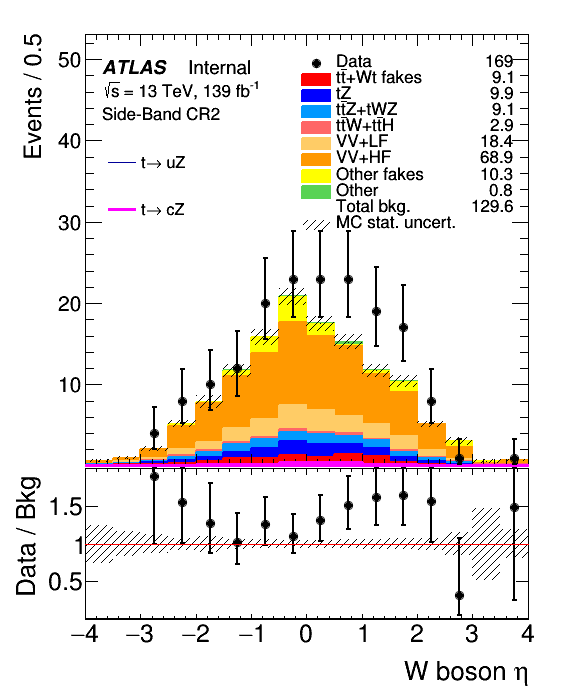 ATLAS Internal
√s = 13 TeV, 139 fb⁻¹
Side-Band CR2
t→ uZ
t→ cZ
Data 169
tt̄+Wt fakes 9.1
tZ 9.9
tt̄Z+tWZ 9.1
tt̄W+tt̄H 2.9
VV+LF 18.4
VV+HF 68.9
Other fakes 10.3
Other 0.8
Total bkg. 129.6
MC stat. uncert.
Events / 0.5
50
40
30
20
10
Data / Bkg
1.5
1
0.5
−4 −3 −2 −1 0 1 2 3 4
W boson η